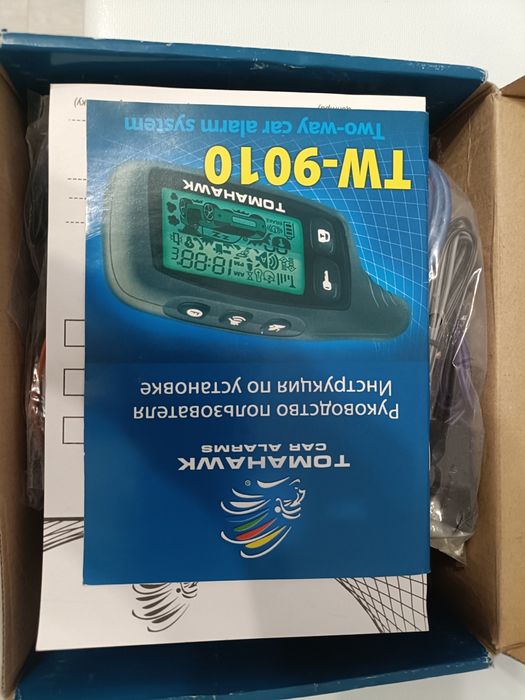 TOMAHAWK
CAR ALARMS
Руководство пользователя
Инструкция по установке
TOMAHAWK
TW-9010
Two-way car alarm system